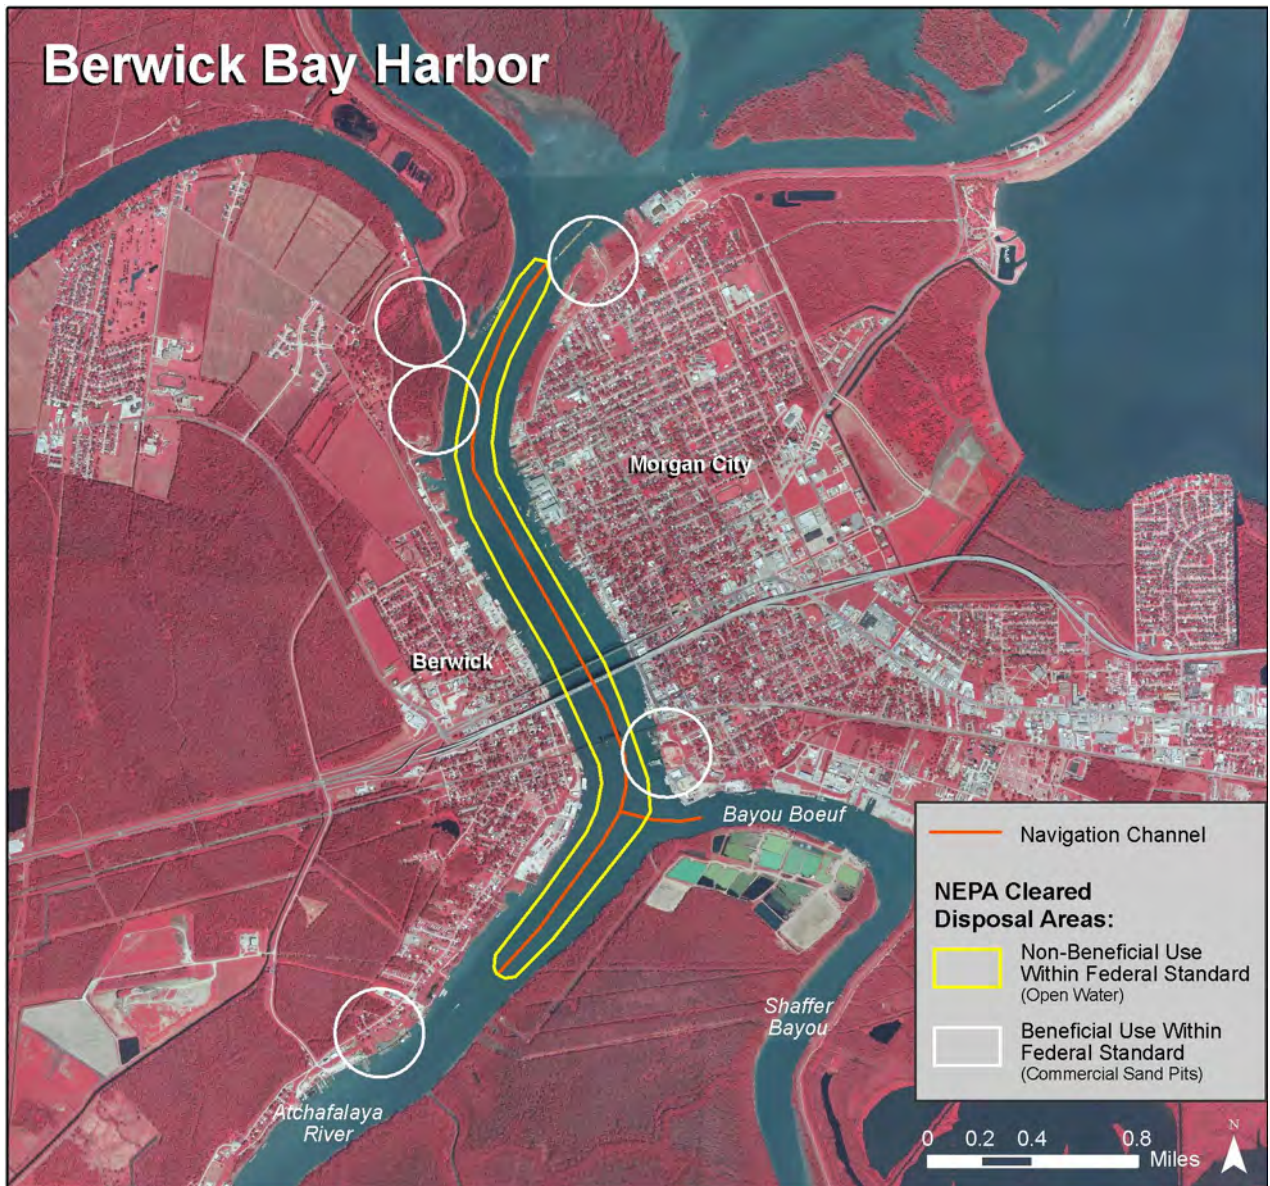 Berwick Bay Harbor
Morgan City
Berwick
Bayou Boeuf
Shaffer
Bayou
Atchafalaya
River
Navigation Channel
NEPA Cleared
Disposal Areas:
Non-Beneficial Use
Within Federal Standard
(Open Water)
Beneficial Use Within
Federal Standard
(Commercial Sand Pits)
0 0.2 0.4 0.8
Miles
N